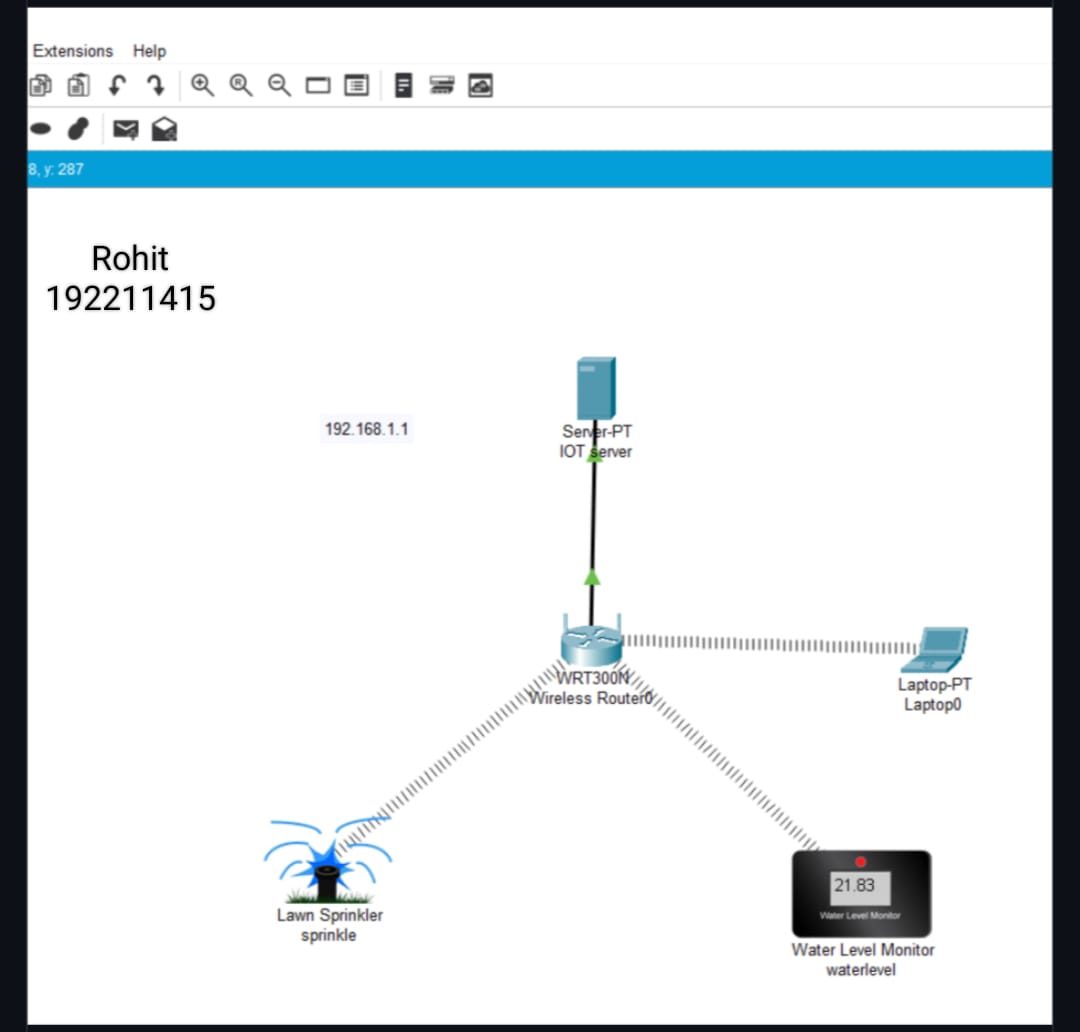 Extensions Help
8, y: 287
Rohit
192211415
192.168.1.1
Server-PT
IOT server
WRT300N
Wireless Router0
Laptop-PT
Laptop0
21.83
Water Level Monitor
Lawn Sprinkler
sprinkle
Water Level Monitor
waterlevel